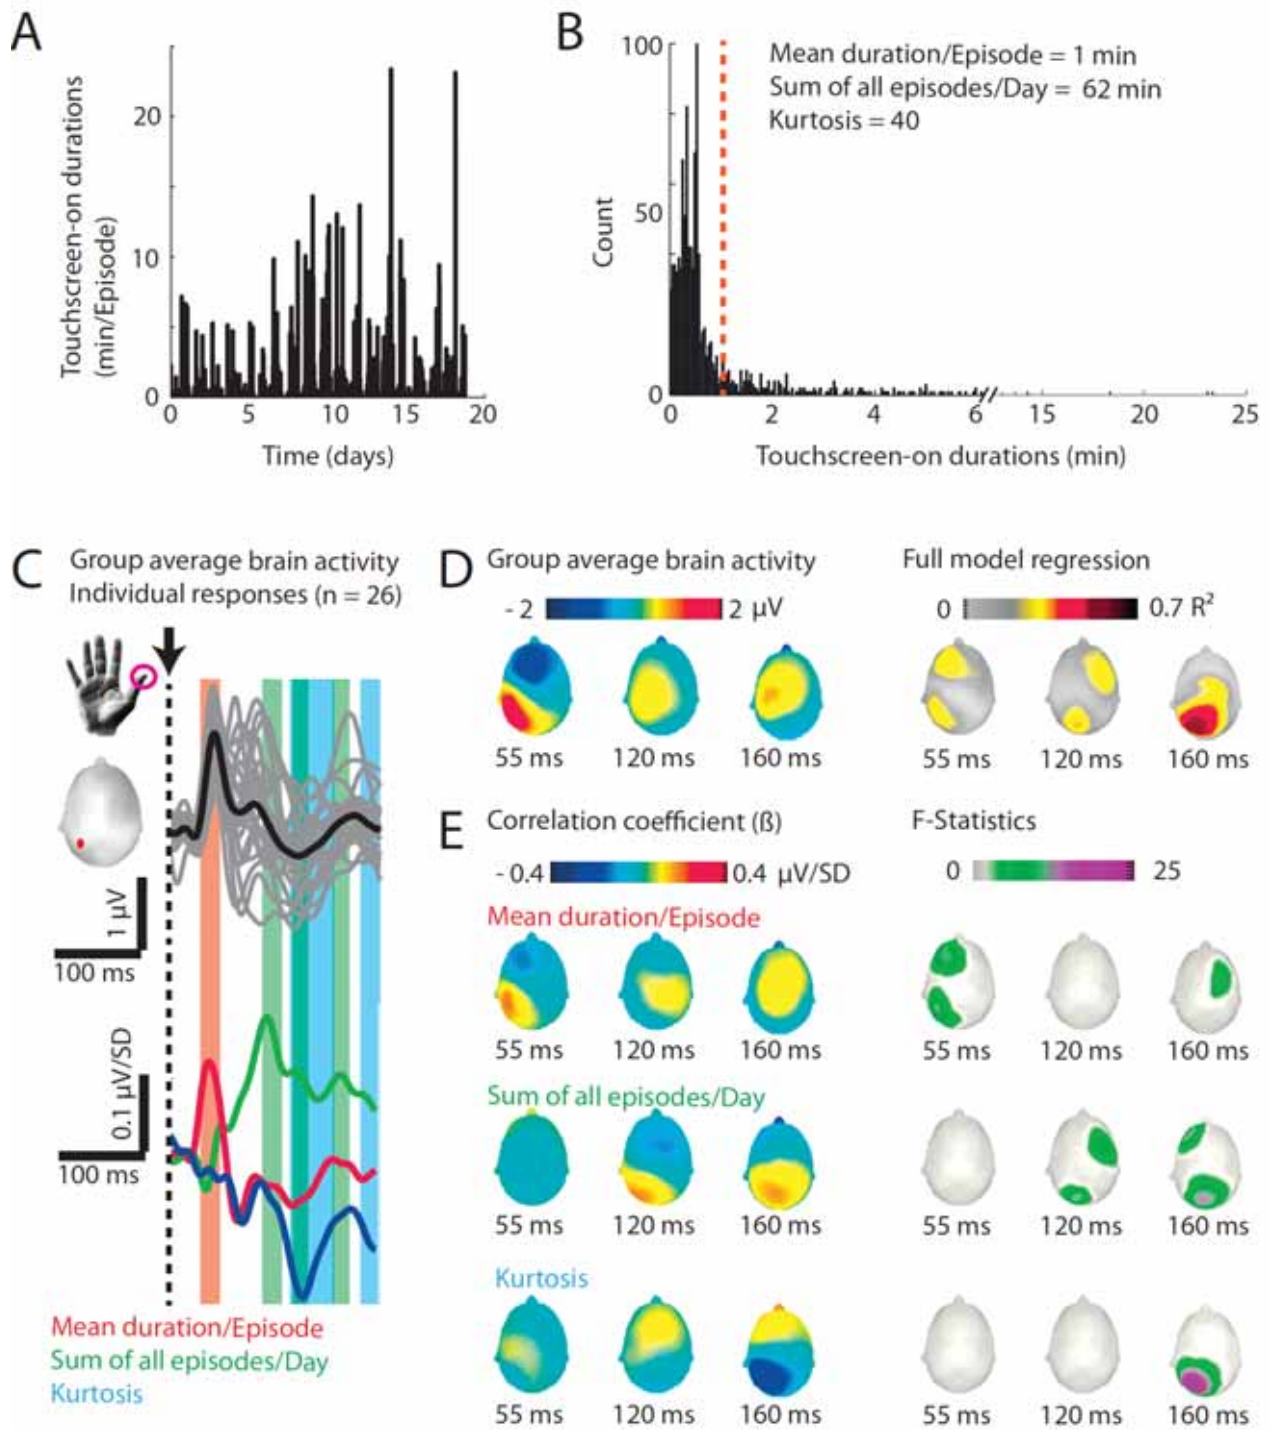 A
Touchscreen-on durations
(min/Episode)
20
10
0
0 5 10 15 20
Time (days)
B
Mean duration/Episode = 1 min
Sum of all episodes/Day = 62 min
Kurtosis = 40
100
50
0
Count
0 2 4 6 15 20 25
Touchscreen-on durations (min)
C
Group average brain activity
Individual responses (n = 26)
1 µV
100 ms
0.1 µV/SD
100 ms
Mean duration/Episode
Sum of all episodes/Day
Kurtosis
D
Group average brain activity
- 2 2 µV
55 ms 120 ms 160 ms
Full model regression
0 0.7 R²
55 ms 120 ms 160 ms
E
Correlation coefficient (ß)
- 0.4 0.4 µV/SD
F-Statistics
0 25
Mean duration/Episode
55 ms 120 ms 160 ms
55 ms 120 ms 160 ms
Sum of all episodes/Day
55 ms 120 ms 160 ms
55 ms 120 ms 160 ms
Kurtosis
55 ms 120 ms 160 ms
55 ms 120 ms 160 ms